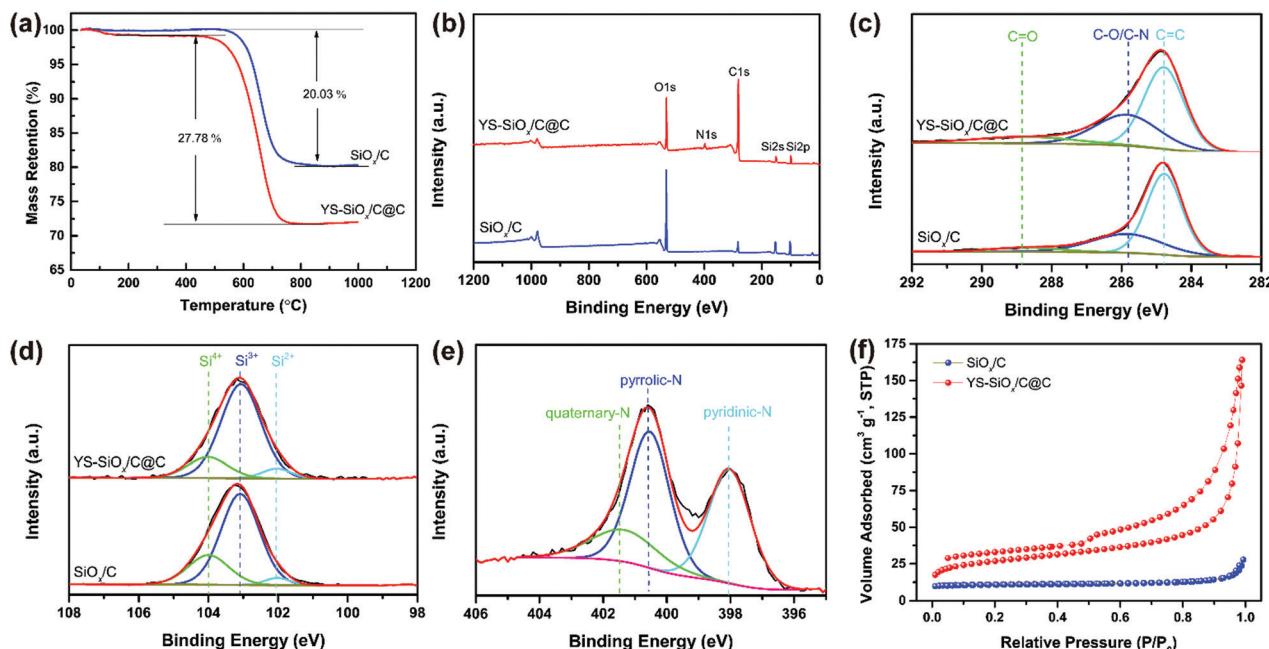 (a)
100
95
90
85
80
75
70
65
Mass Retention (%)
20.03 %
27.78 %
SiOₓ/C
YS-SiOₓ/C@C
0 200 400 600 800 1000 1200
Temperature (°C)
(b)
Intensity (a.u.)
O1s
C1s
N1s
Si2s Si2p
YS-SiOₓ/C@C
SiOₓ/C
1200 1000 800 600 400 200 0
Binding Energy (eV)
(c)
Intensity (a.u.)
C=O C-O/C-N C=C
YS-SiOₓ/C@C
SiOₓ/C
292 290 288 286 284 282
Binding Energy (eV)
(d)
Intensity (a.u.)
Si⁴⁺ Si³⁺ Si²⁺
YS-SiOₓ/C@C
SiOₓ/C
108 106 104 102 100 98
Binding Energy (eV)
(e)
Intensity (a.u.)
pyrrolic-N
quaternary-N pyridinic-N
406 404 402 400 398 396 394
Binding Energy (eV)
(f)
175
150
125
100
75
50
25
0
Volume Adsorbed (cm³ g⁻¹, STP)
SiOₓ/C
YS-SiOₓ/C@C
0.0 0.2 0.4 0.6 0.8 1.0
Relative Pressure (P/P₀)